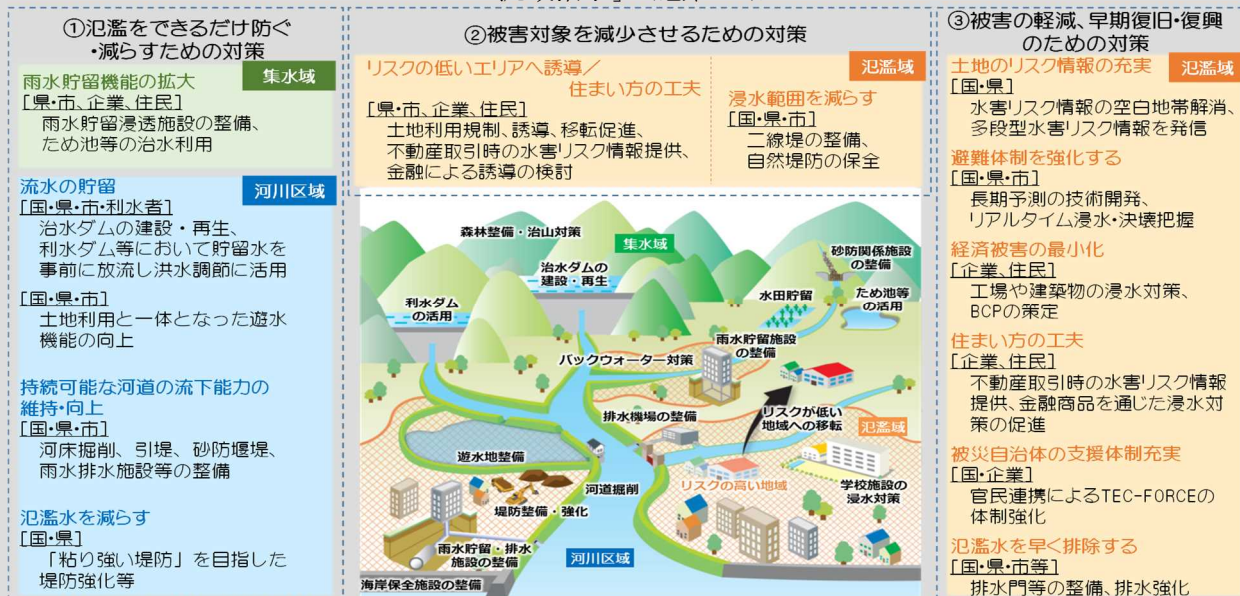 ①氾濫をできるだけ防ぐ
・減らすための対策
集水域
雨水貯留機能の拡大
[県・市、企業、住民]
雨水貯留浸透施設の整備、
ため池等の治水利用
河川区域
流水の貯留
[国・県・市・利水者]
治水ダムの建設・再生、
利水ダム等において貯留水を
事前に放流し洪水調節に活用
[国・県・市]
土地利用と一体となった遊水
機能の向上
持続可能な河道の流下能力の
維持・向上
[国・県・市]
河床掘削、引堤、砂防堰堤、
雨水排水施設等の整備
氾濫水を減らす
[国・県]
「粘り強い堤防」を目指した
堤防強化等
②被害対象を減少させるための対策
氾濫域
リスクの低いエリアへ誘導／
住まい方の工夫
[県・市、企業、住民]
土地利用規制、誘導、移転促進、
不動産取引時の水害リスク情報提供、
金融による誘導の検討
浸水範囲を減らす
[国・県・市]
二線堤の整備、
自然堤防の保全
森林整備・治山対策
集水域
砂防関係施設
の整備
治水ダムの
建設・再生
利水ダム
の活用
水田貯留
ため池等
の活用
雨水貯留施設
の整備
バックウォーター対策
排水機場の整備
リスクが低い
地域への移転
氾濫域
遊水地整備
リスクの高い地域
学校施設の
浸水対策
河道掘削
堤防整備・強化
雨水貯留・排水
施設の整備
河川区域
海岸保全施設の整備
③被害の軽減、早期復旧・復興
のための対策
氾濫域
土地のリスク情報の充実
[国・県]
水害リスク情報の空白地帯解消、
多段型水害リスク情報を発信
避難体制を強化する
[国・県・市]
長期予測の技術開発、
リアルタイム浸水・決壊把握
経済被害の最小化
[企業、住民]
工場や建築物の浸水対策、
BCPの策定
住まい方の工夫
[企業、住民]
不動産取引時の水害リスク情報
提供、金融商品を通じた浸水対
策の促進
被災自治体の支援体制充実
[国・企業]
官民連携によるTEC-FORCEの
体制強化
氾濫水を早く排除する
[国・県・市等]
排水門等の整備、排水強化